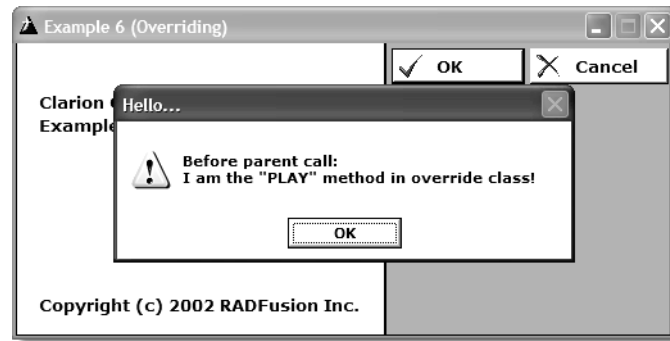 Example 6 (Overriding)
OK
Cancel
Clarion
Hello...
Example
Before parent call:
I am the "PLAY" method in override class!
OK
Copyright (c) 2002 RADFusion Inc.